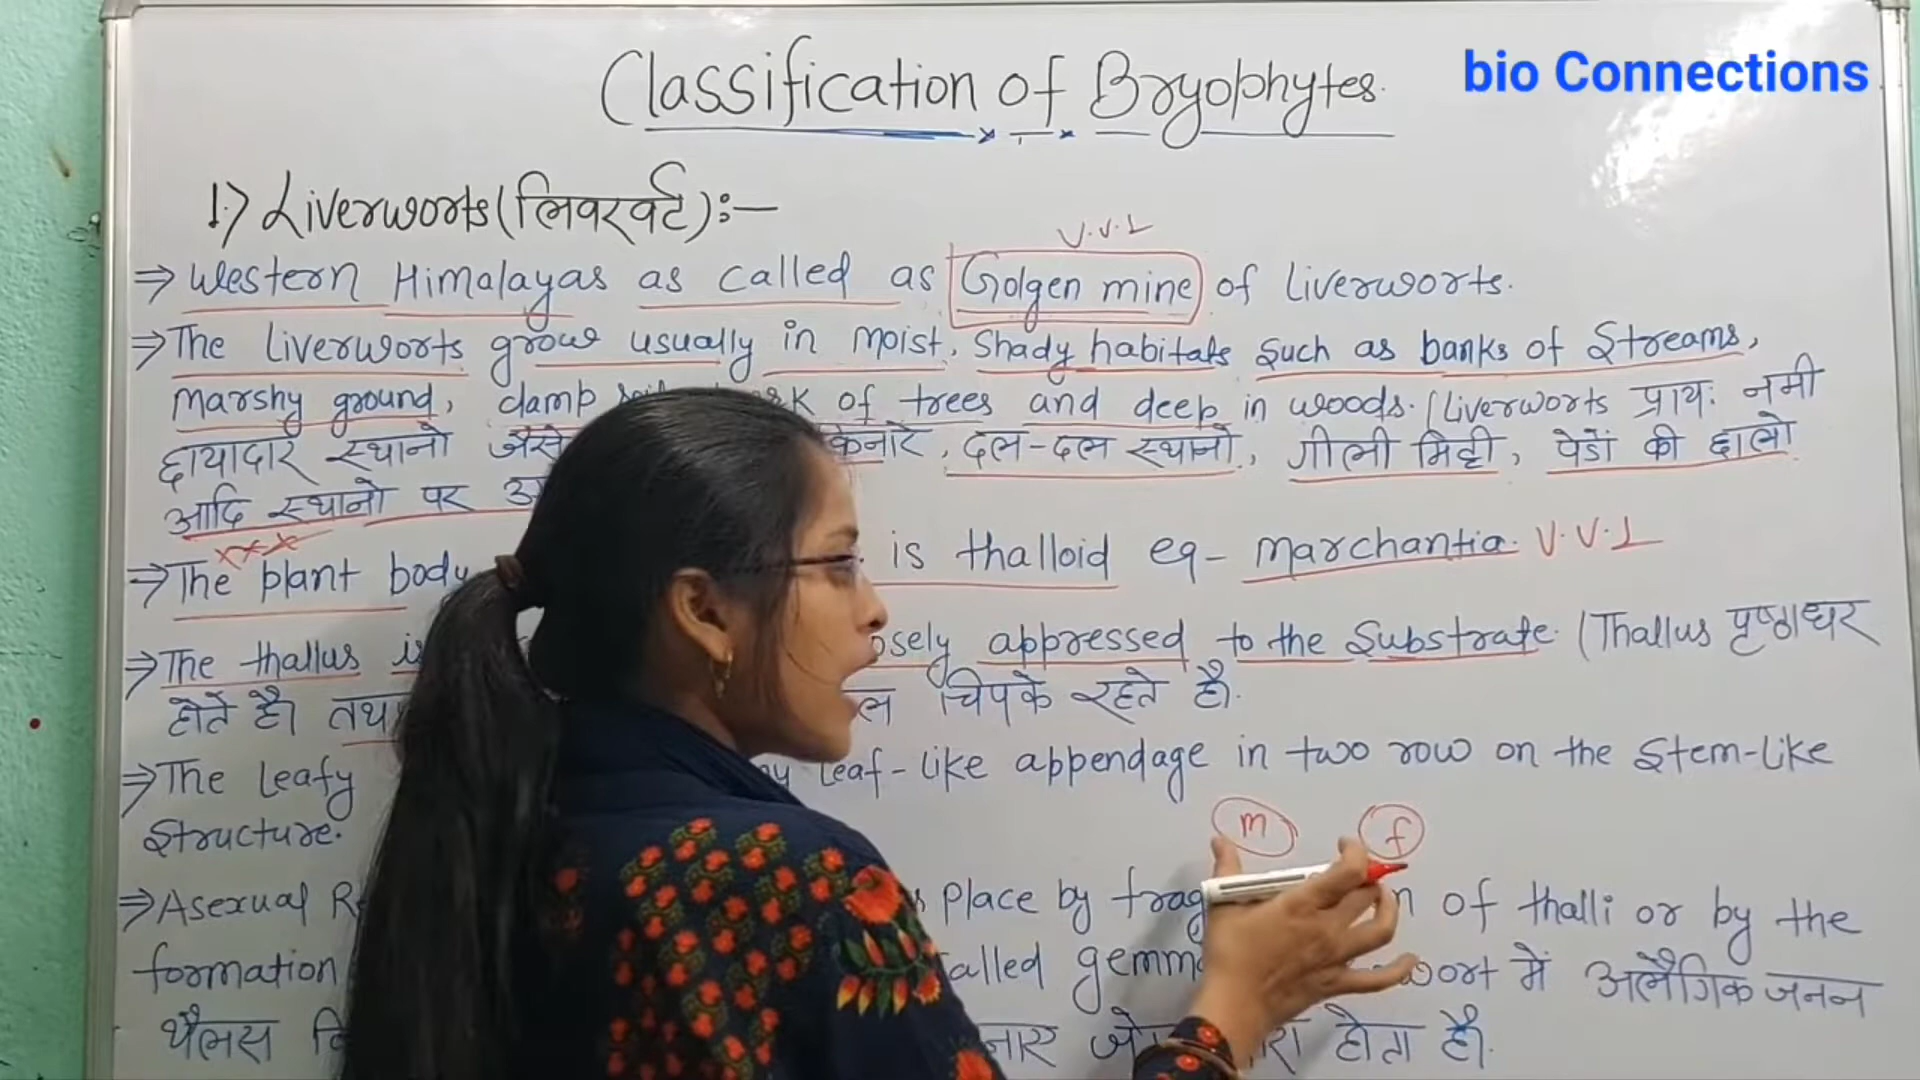 Classification of Bryophytes.
bio Connections
1.) Liverworts (लिवरवर्ट):-
V.V.I
⇒ Western Himalayas as called as Golgen mine of liverworts.
⇒ The liverworts grow usually in moist, shady habitats such as banks of streams,
marshy ground, damp of trees and deep in woods. (Liverworts प्रायः नमी
छायादार स्थानो जैसे , दल-दल स्थानो, गीली मिट्टी, पेडों की छालो
आदि स्थानो पर
⇒ The plant body is thalloid eg- marchantia. V.V.I
⇒ The thallus appressed to the substrate. (Thallus पृष्ठाधर
होते है। चिपके रहते है।
⇒ The leafy leaf-like appendage in two row on the stem-like
structure.
m f
⇒ Asexual place by of thalli or by the
formation में अलैंगिक जनन
थैलस होता है।